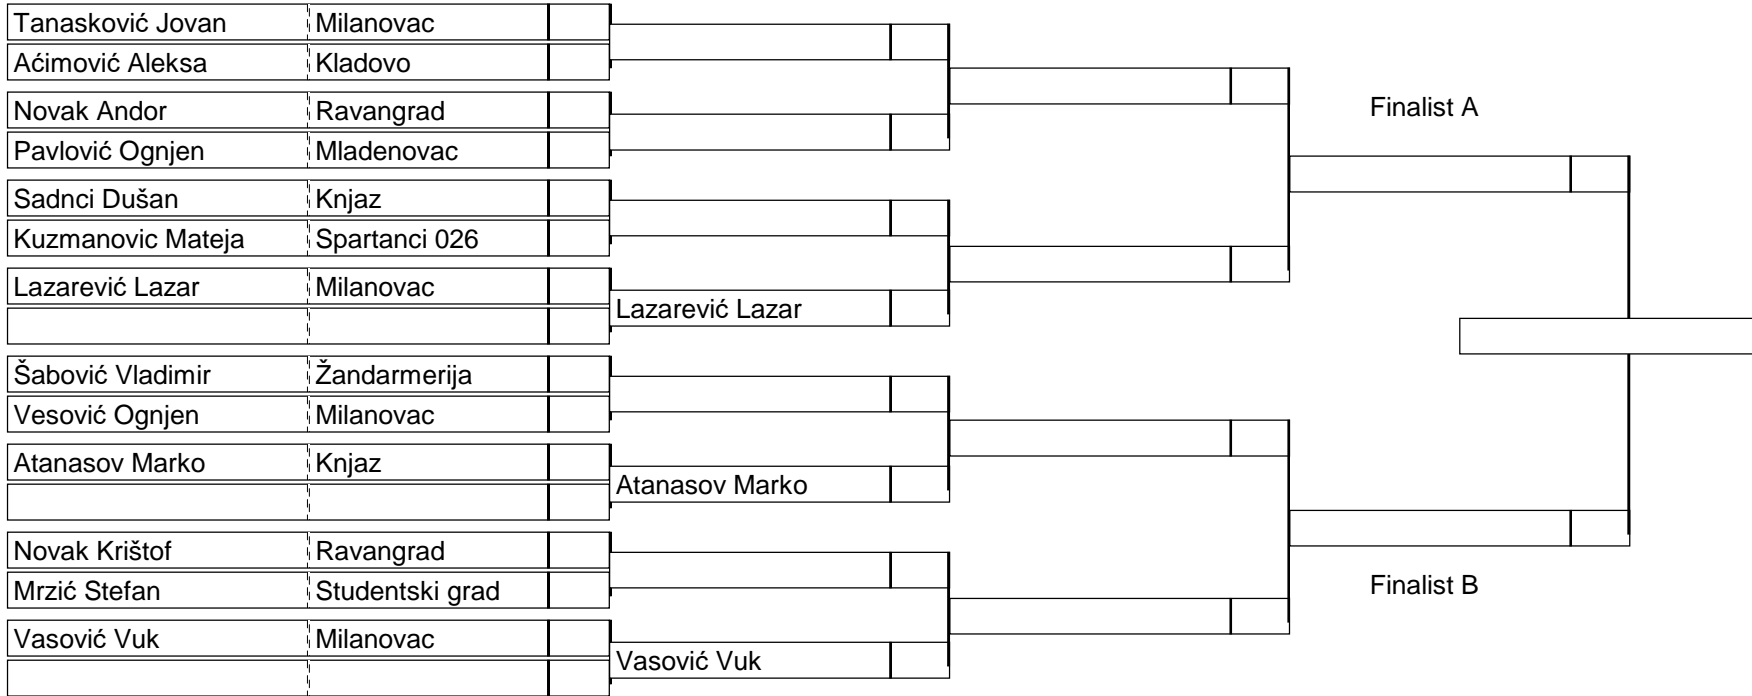 Tanasković Jovan Milanovac
Aćimović Aleksa Kladovo
Novak Andor Ravangrad
Finalist A
Pavlović Ognjen Mladenovac
Sadnci Dušan Knjaz
Kuzmanovic Mateja Spartanci 026
Lazarević Lazar Milanovac
Lazarević Lazar
Šabović Vladimir Žandarmerija
Vesović Ognjen Milanovac
Atanasov Marko Knjaz
Atanasov Marko
Novak Krištof Ravangrad
Mrzić Stefan Studentski grad
Finalist B
Vasović Vuk Milanovac
Vasović Vuk